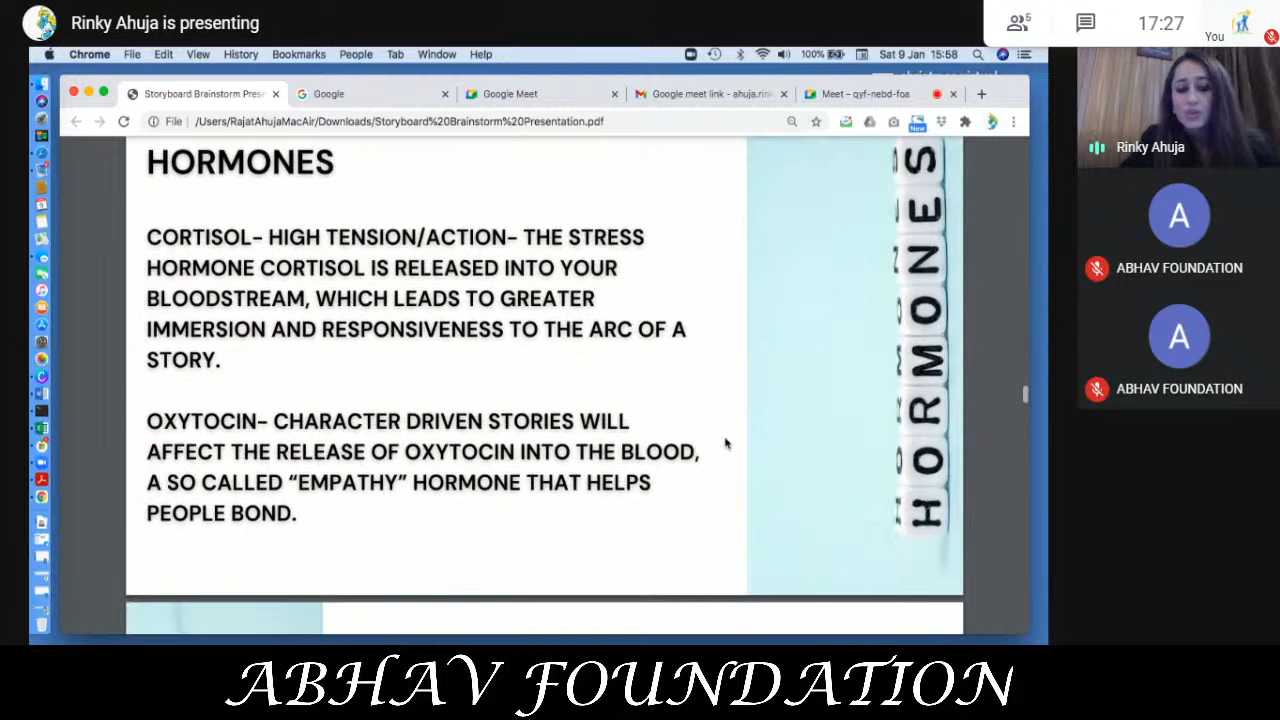 Rinky Ahuja is presenting
5
17:27
You
Chrome File Edit View History Bookmarks People Tab Window Help
100%
Sat 9 Jan 15:58
Storyboard Brainstorm Prese
Google
Google Meet
Google meet link - ahuja.rink
Meet - qyf-nebd-foa
File /Users/RajatAhujaMacAir/Downloads/Storyboard%20Brainstorm%20Presentation.pdf
New
HORMONES
CORTISOL- HIGH TENSION/ACTION- THE STRESS
HORMONE CORTISOL IS RELEASED INTO YOUR
BLOODSTREAM, WHICH LEADS TO GREATER
IMMERSION AND RESPONSIVENESS TO THE ARC OF A
STORY.
OXYTOCIN- CHARACTER DRIVEN STORIES WILL
AFFECT THE RELEASE OF OXYTOCIN INTO THE BLOOD,
A SO CALLED “EMPATHY” HORMONE THAT HELPS
PEOPLE BOND.
HORMONES
Rinky Ahuja
A
ABHAV FOUNDATION
A
ABHAV FOUNDATION
ABHAV FOUNDATION